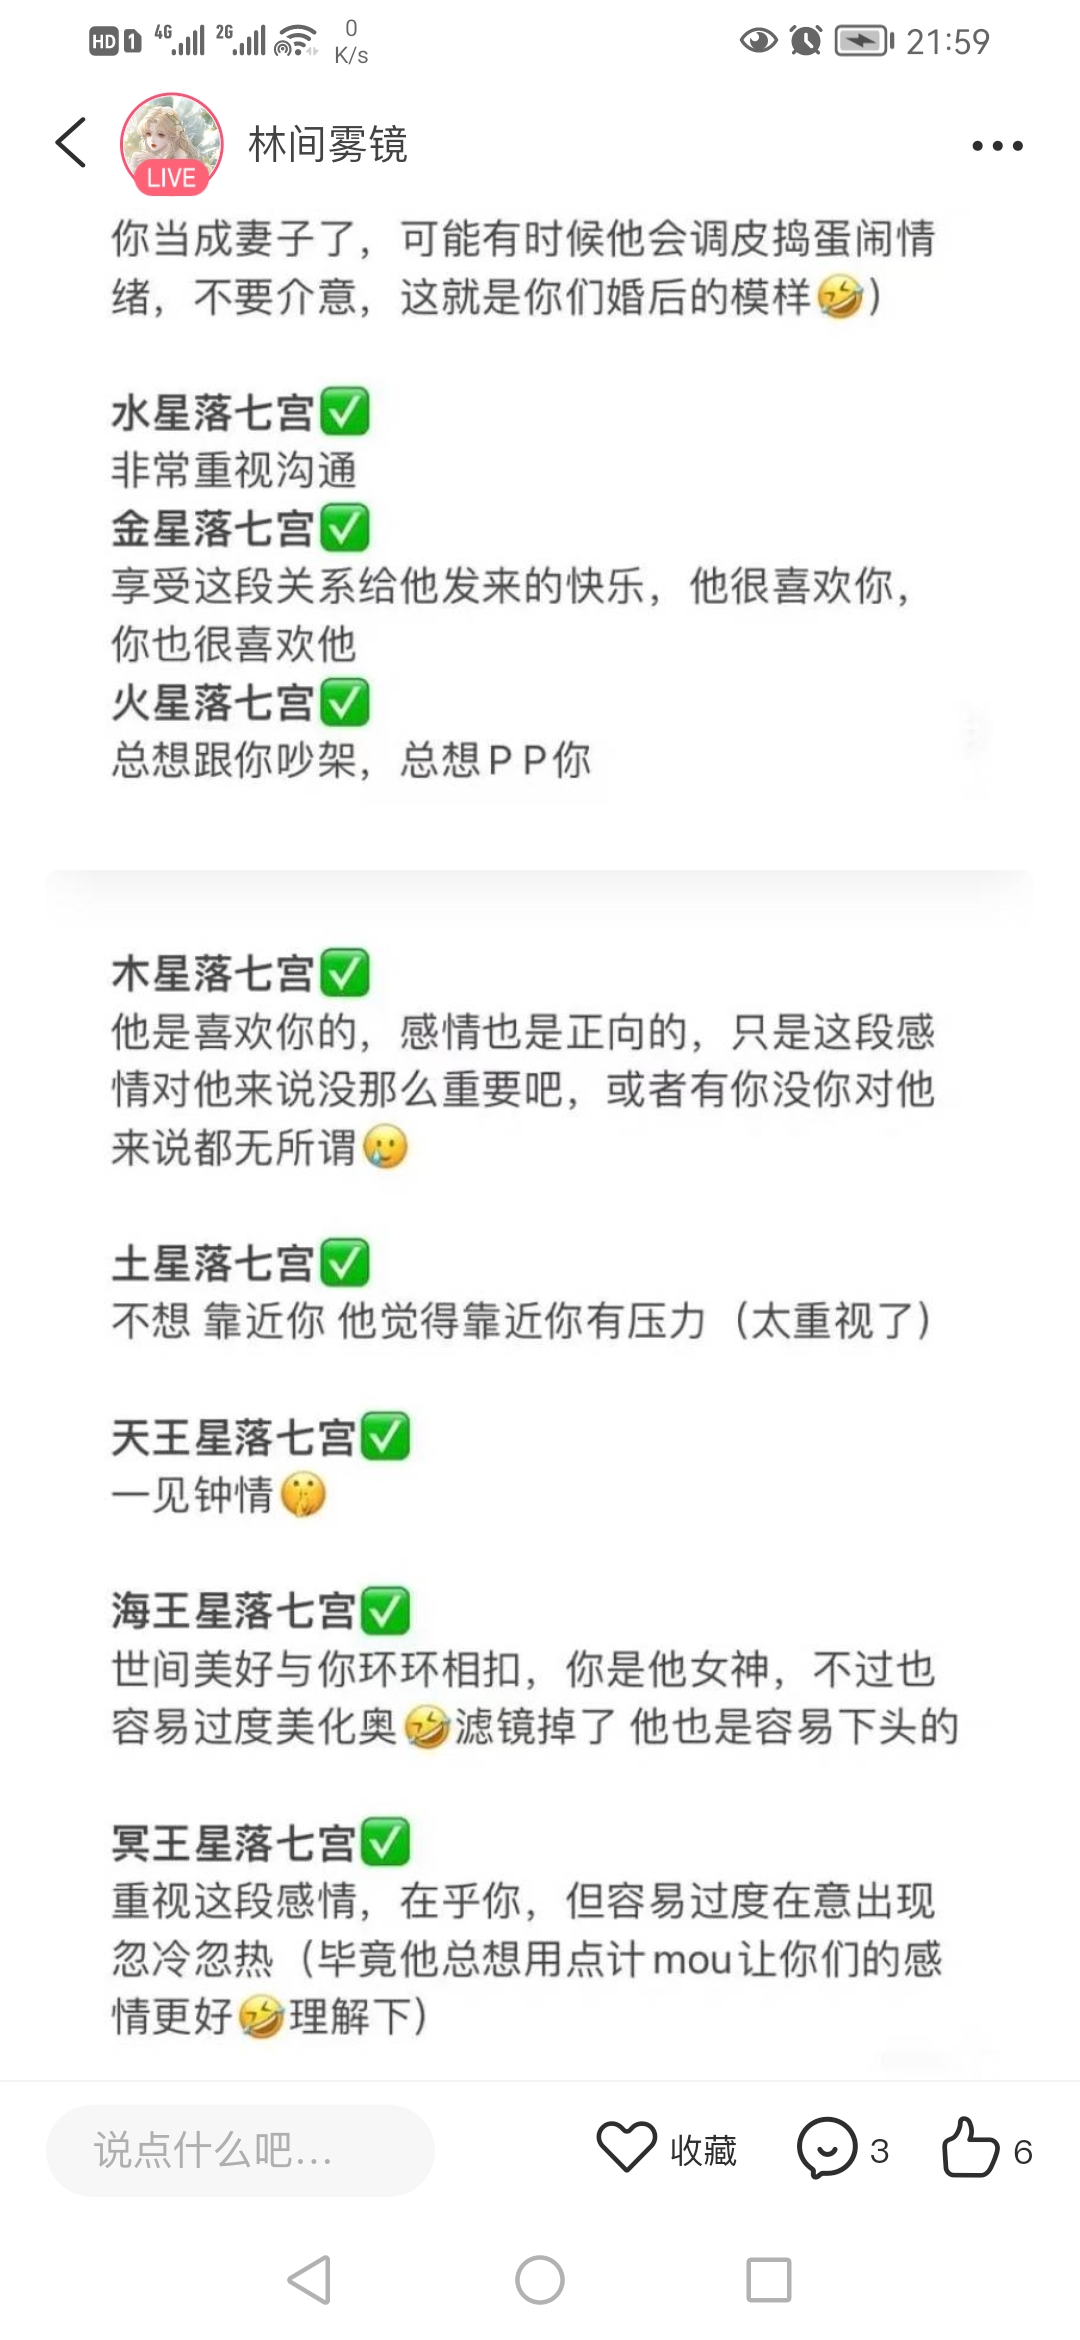 HD 1 4G 2G 0 K/s 21:59
林间雾镜
LIVE
你当成妻子了，可能有时候他会调皮捣蛋闹情
绪，不要介意，这就是你们婚后的模样🤣）
水星落七宫✅
非常重视沟通
金星落七宫✅
享受这段关系给他发来的快乐，他很喜欢你，
你也很喜欢他
火星落七宫✅
总想跟你吵架，总想PP你
木星落七宫✅
他是喜欢你的，感情也是正向的，只是这段感
情对他来说没那么重要吧，或者有你没你对他
来说都无所谓🥲
土星落七宫✅
不想 靠近你 他觉得靠近你有压力（太重视了）
天王星落七宫✅
一见钟情🤫
海王星落七宫✅
世间美好与你环环相扣，你是他女神，不过也
容易过度美化奥🤣滤镜掉了 他也是容易下头的
冥王星落七宫✅
重视这段感情，在乎你，但容易过度在意出现
忽冷忽热（毕竟他总想用点计mou让你们的感
情更好🤣理解下）
说点什么吧... 收藏 3 6